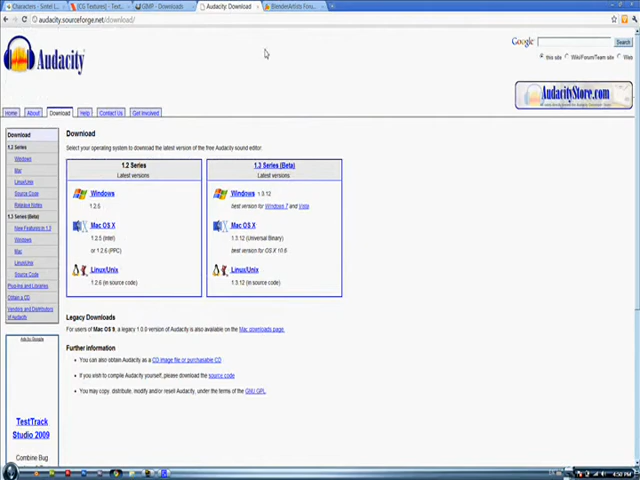 Characters - Sintel L...
[CG Textures] - Text...
GIMP - Downloads
Audacity: Download
BlenderArtists Foru...
audacity.sourceforge.net/download/
Audacity
Google
Search
this site
Wiki/Forum/Team site
Web
AudacityStore.com
Home
About
Download
Help
Contact Us
Get Involved
Download
1.2 Series
Windows
Mac
Linux/Unix
Source Code
Release Notes
1.3 Series (Beta)
New Features in 1.3
Windows
Mac
Linux/Unix
Source Code
Plug-ins and Libraries
Obtain a CD
Vendors and Distributors
of Audacity
Ads by Google
TestTrack
Studio 2009
Combine Bug
Download
Select your operating system to download the latest version of the free Audacity sound editor.
1.2 Series
Latest versions
Windows
Mac OS X
1.2.5 (Intel)
or 1.2.6 (PPC)
Linux/Unix
1.2.6 (in source code)
1.3 Series (Beta)
Latest versions
Windows 1.3.12
best version for Windows 7 and Vista
Mac OS X
1.3.12 (Universal Binary)
best version for OS X 10.6
Linux/Unix
1.3.12 (in source code)
Legacy Downloads
For users of Mac OS 9, a legacy 1.0.0 version of Audacity is also available on the Mac downloads page.
Further information
You can also obtain Audacity as a CD image file or purchasable CD
If you wish to compile Audacity yourself, please download the source code
You may copy, distribute, modify and/or resell Audacity, under the terms of the GNU GPL.
4:50 PM